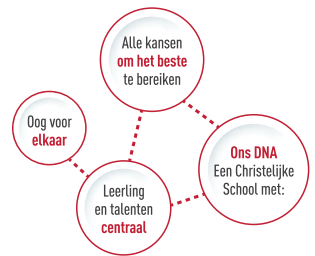 Alle kansen
om het beste
te bereiken
Oog voor
elkaar
Ons DNA
Een Christelijke
School met:
Leerling
en talenten
centraal